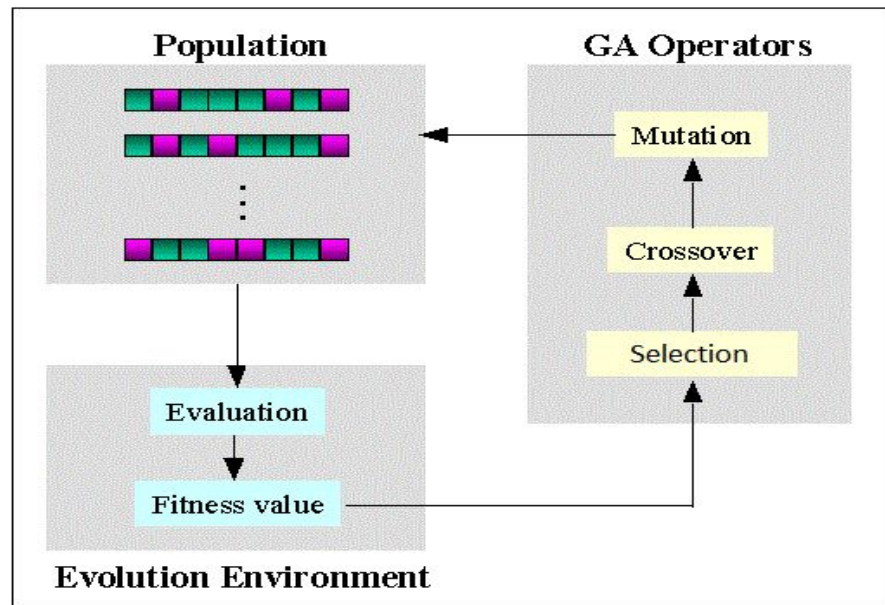 Population
GA Operators
Mutation
Crossover
Selection
Evaluation
Fitness value
Evolution Environment